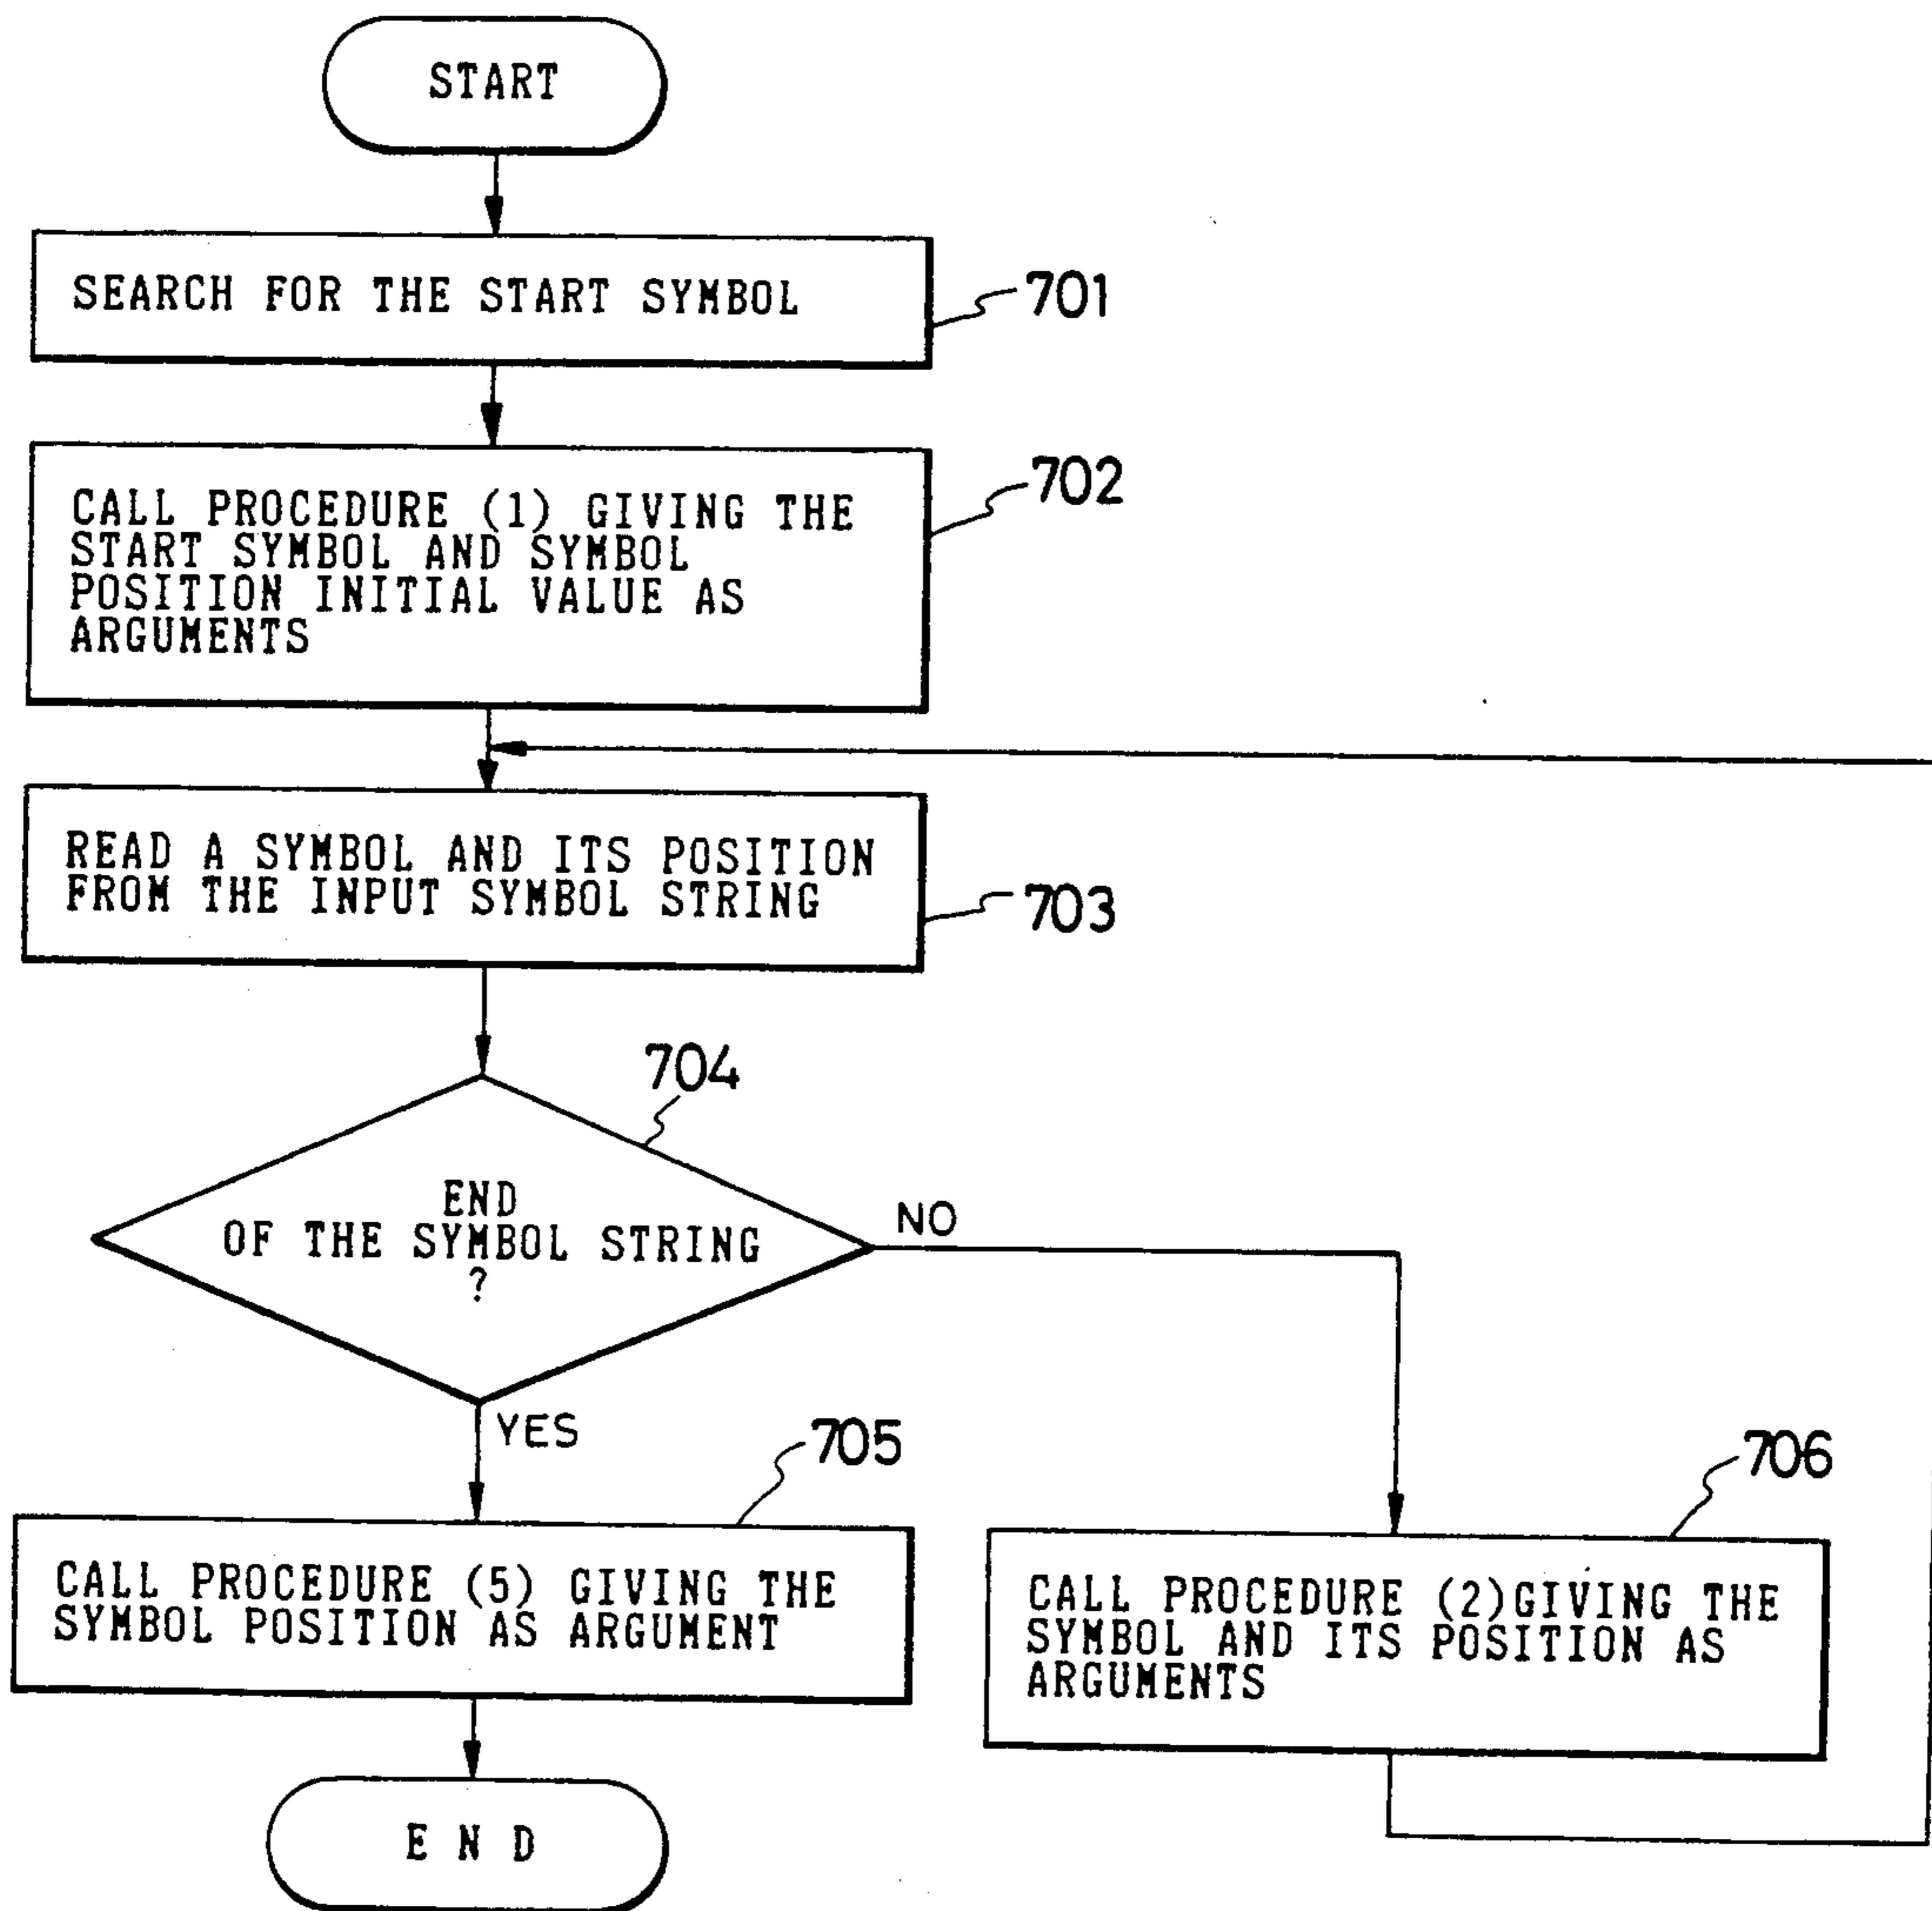 START
SEARCH FOR THE START SYMBOL
701
CALL PROCEDURE (1) GIVING THE
START SYMBOL AND SYMBOL
POSITION INITIAL VALUE AS
ARGUMENTS
702
READ A SYMBOL AND ITS POSITION
FROM THE INPUT SYMBOL STRING
703
704
END
OF THE SYMBOL STRING
?
NO
YES
705
CALL PROCEDURE (5) GIVING THE
SYMBOL POSITION AS ARGUMENT
706
CALL PROCEDURE (2)GIVING THE
SYMBOL AND ITS POSITION AS
ARGUMENTS
E N D